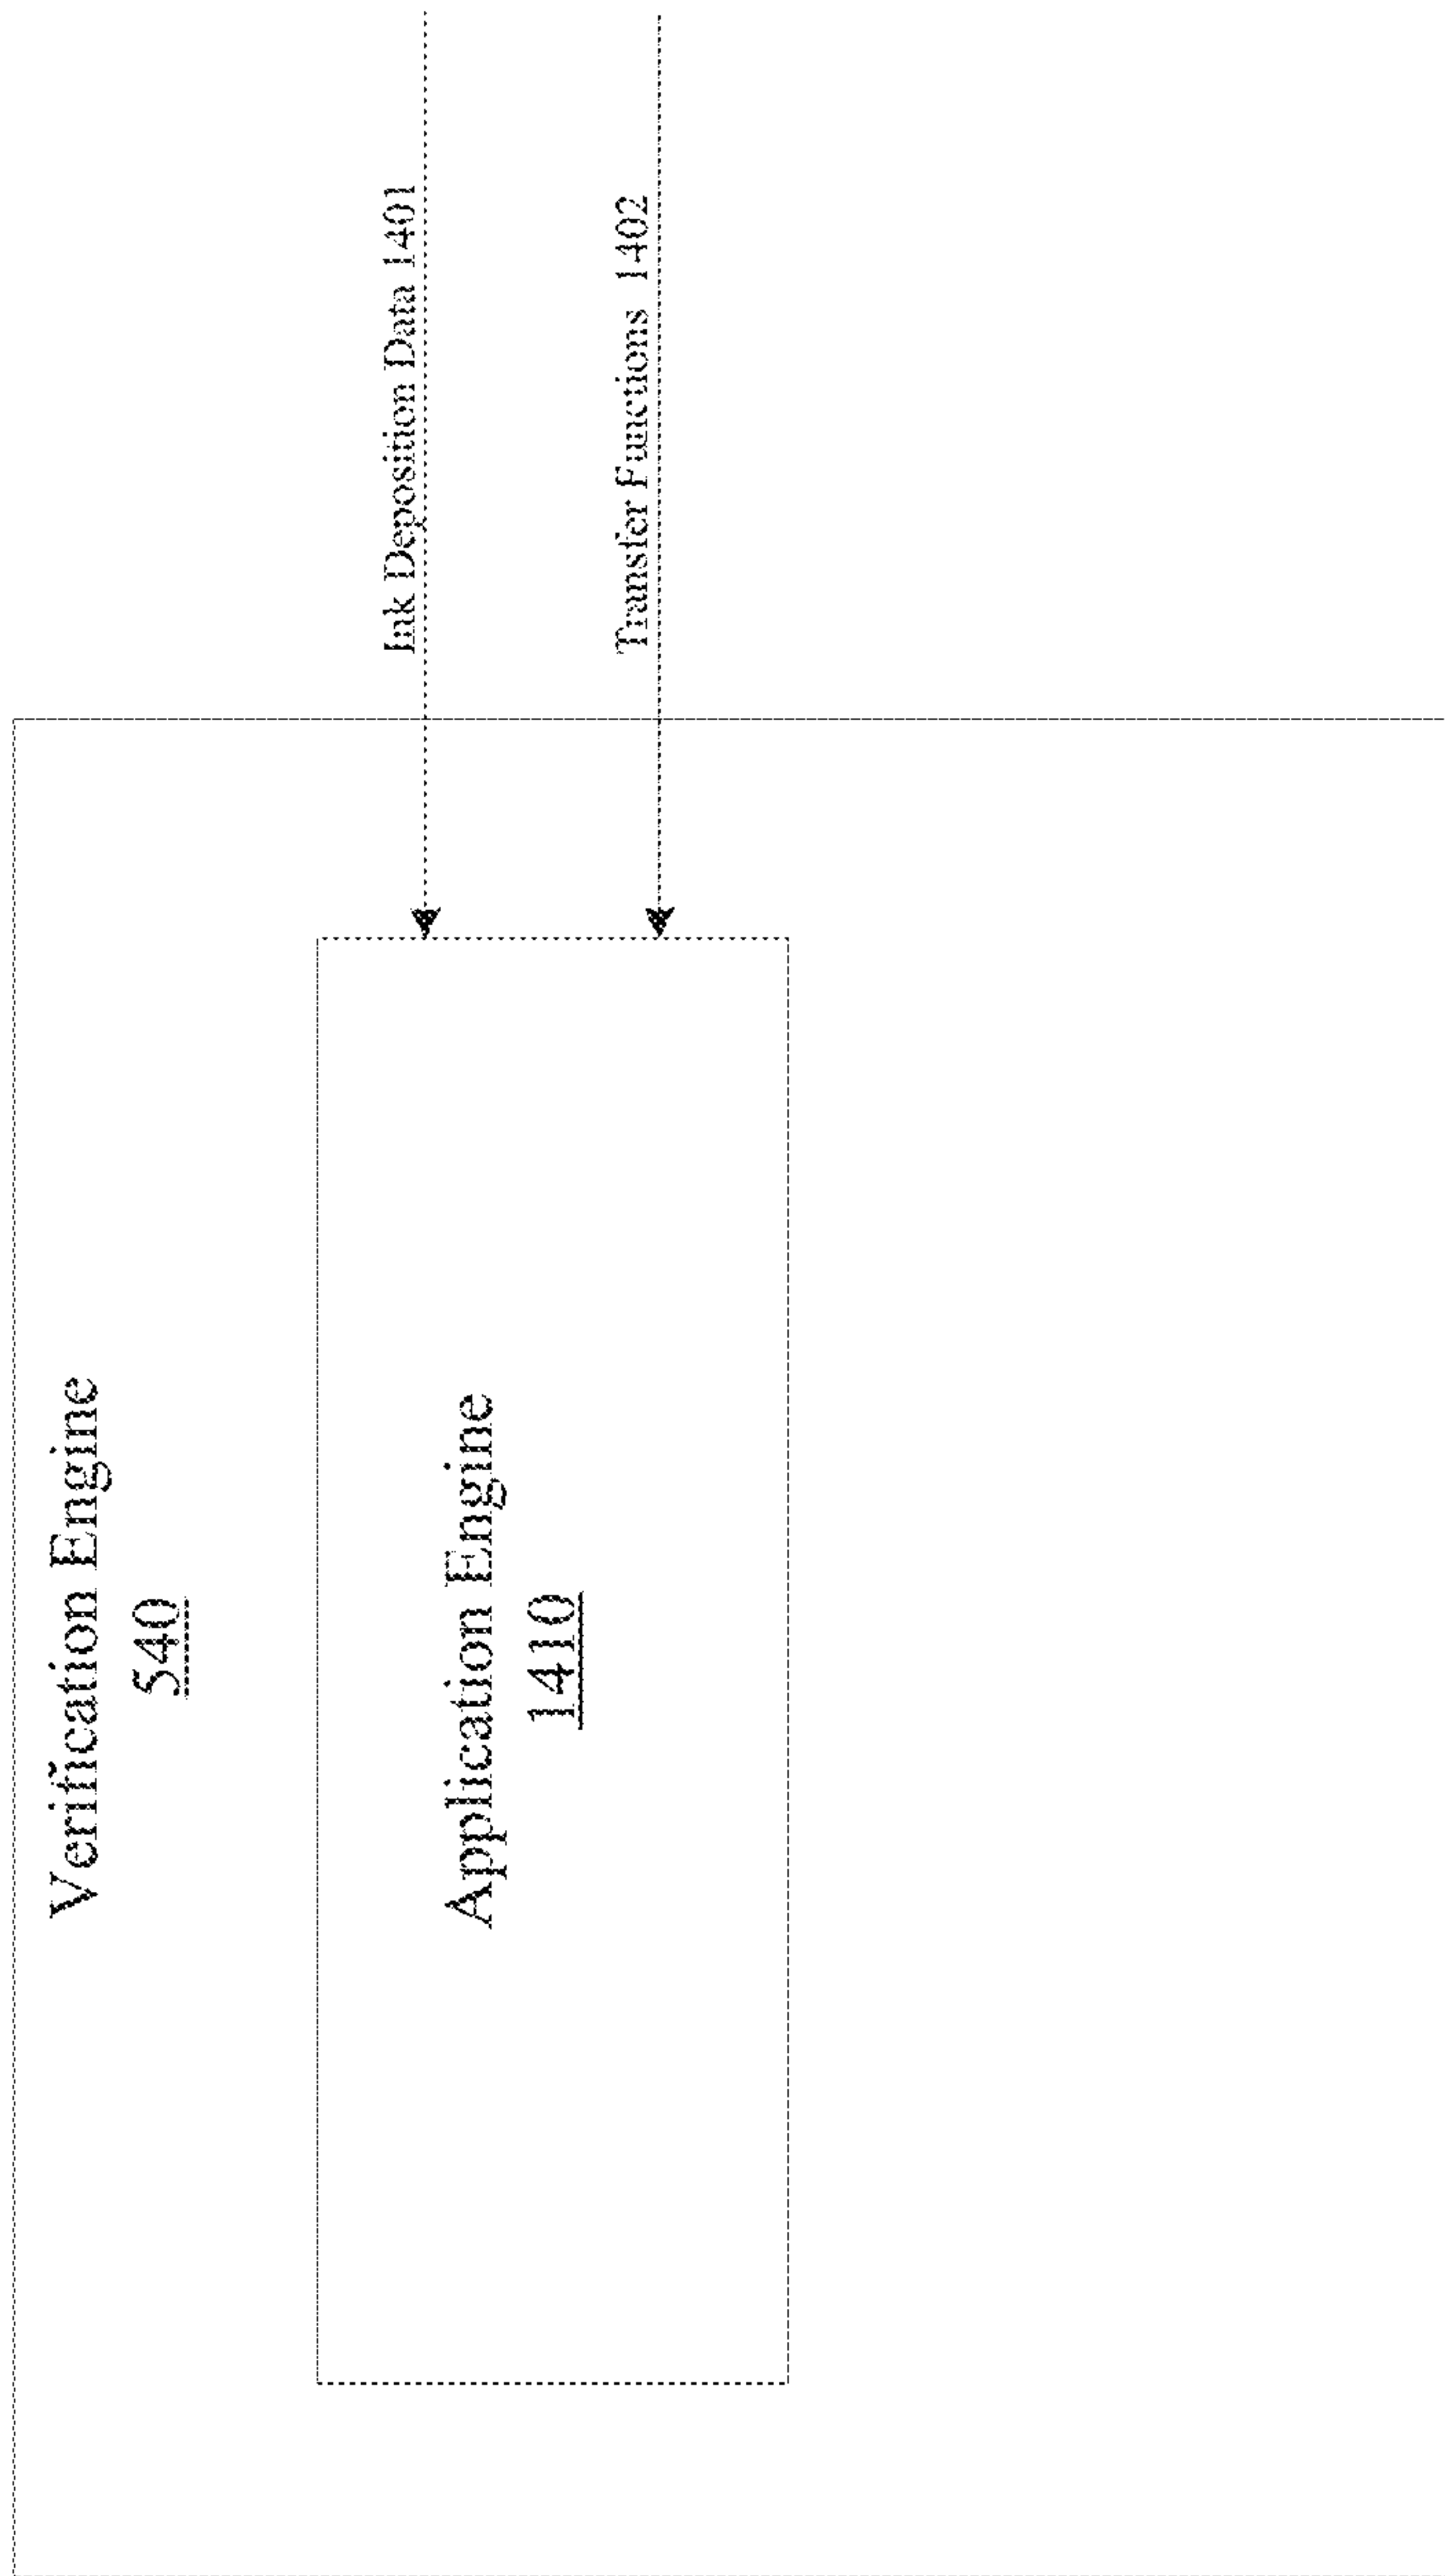 Verification Engine
540
Application Engine
1410
Ink Deposition Data 1401
Transfer Functions 1402